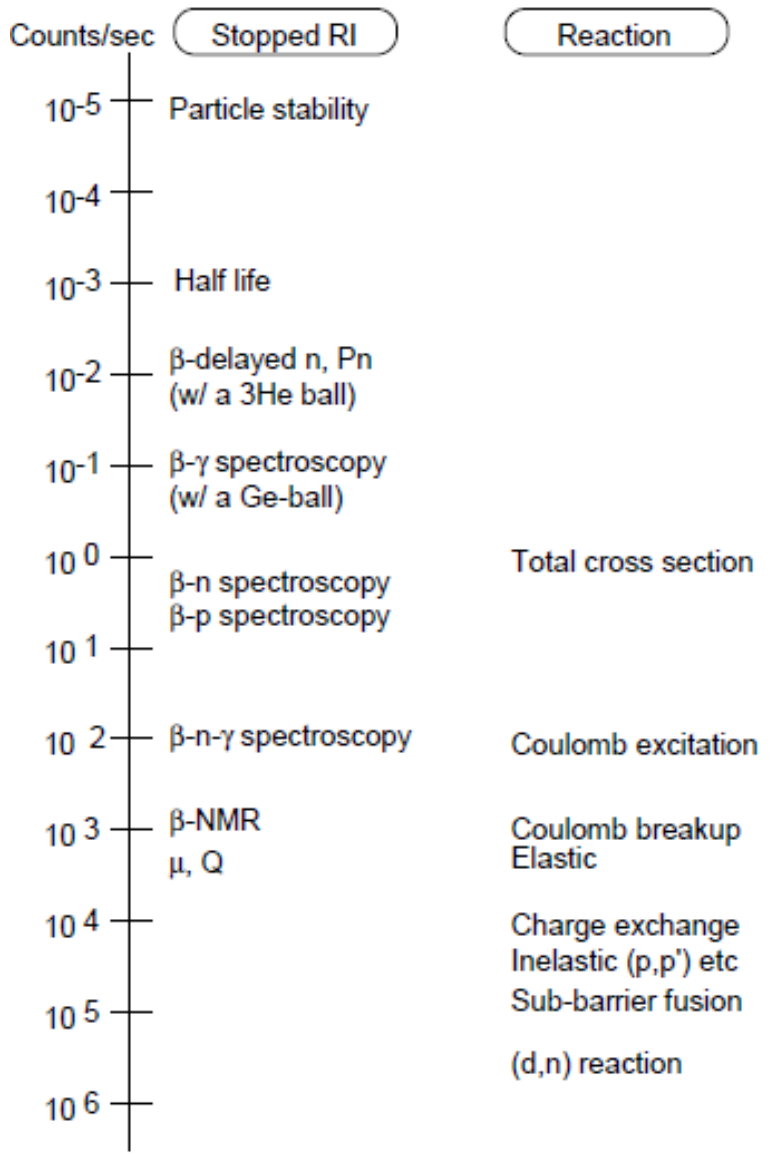 Counts/sec Stopped RI Reaction
10-5 Particle stability
10-4
10-3 Half life
10-2 β-delayed n, Pn
(w/ a 3He ball)
10-1 β-γ spectroscopy
(w/ a Ge-ball)
10 0 Total cross section
β-n spectroscopy
β-p spectroscopy
10 1
10 2 β-n-γ spectroscopy Coulomb excitation
10 3 β-NMR Coulomb breakup
μ, Q Elastic
10 4 Charge exchange
Inelastic (p,p') etc
10 5 Sub-barrier fusion
(d,n) reaction
10 6